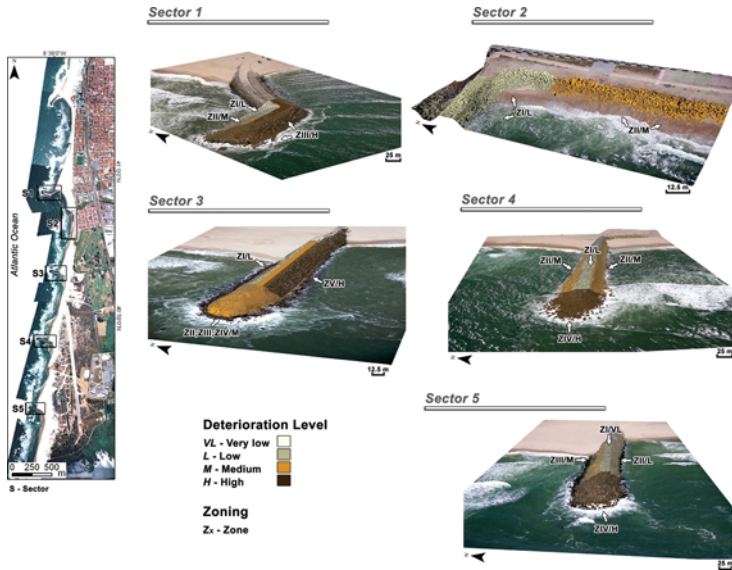 Sector 1
Sector 2
ZI/L
ZII/M
ZIII/H
N
25 m
ZI/L
ZII/M
N
12.5 m
N
Atlantic Ocean
S1
S2
S3
S4
S5
0 250 500
m
S - Sector
Sector 3
Sector 4
ZI/L
ZV/H
ZII;ZIII;ZIV/M
N
12.5 m
ZI/L
ZII/M
ZII/M
ZIV/H
N
25 m
Sector 5
ZI/VL
ZIII/M
ZII/L
ZIV/H
N
25 m
Deterioration Level
VL - Very low
L - Low
M - Medium
H - High
Zoning
Zx - Zone